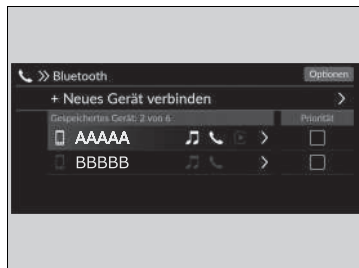 Bluetooth
Optionen
+ Neues Gerät verbinden
Gespeichertes Gerät: 2 von 6
Priorität
AAAAA
BBBBB